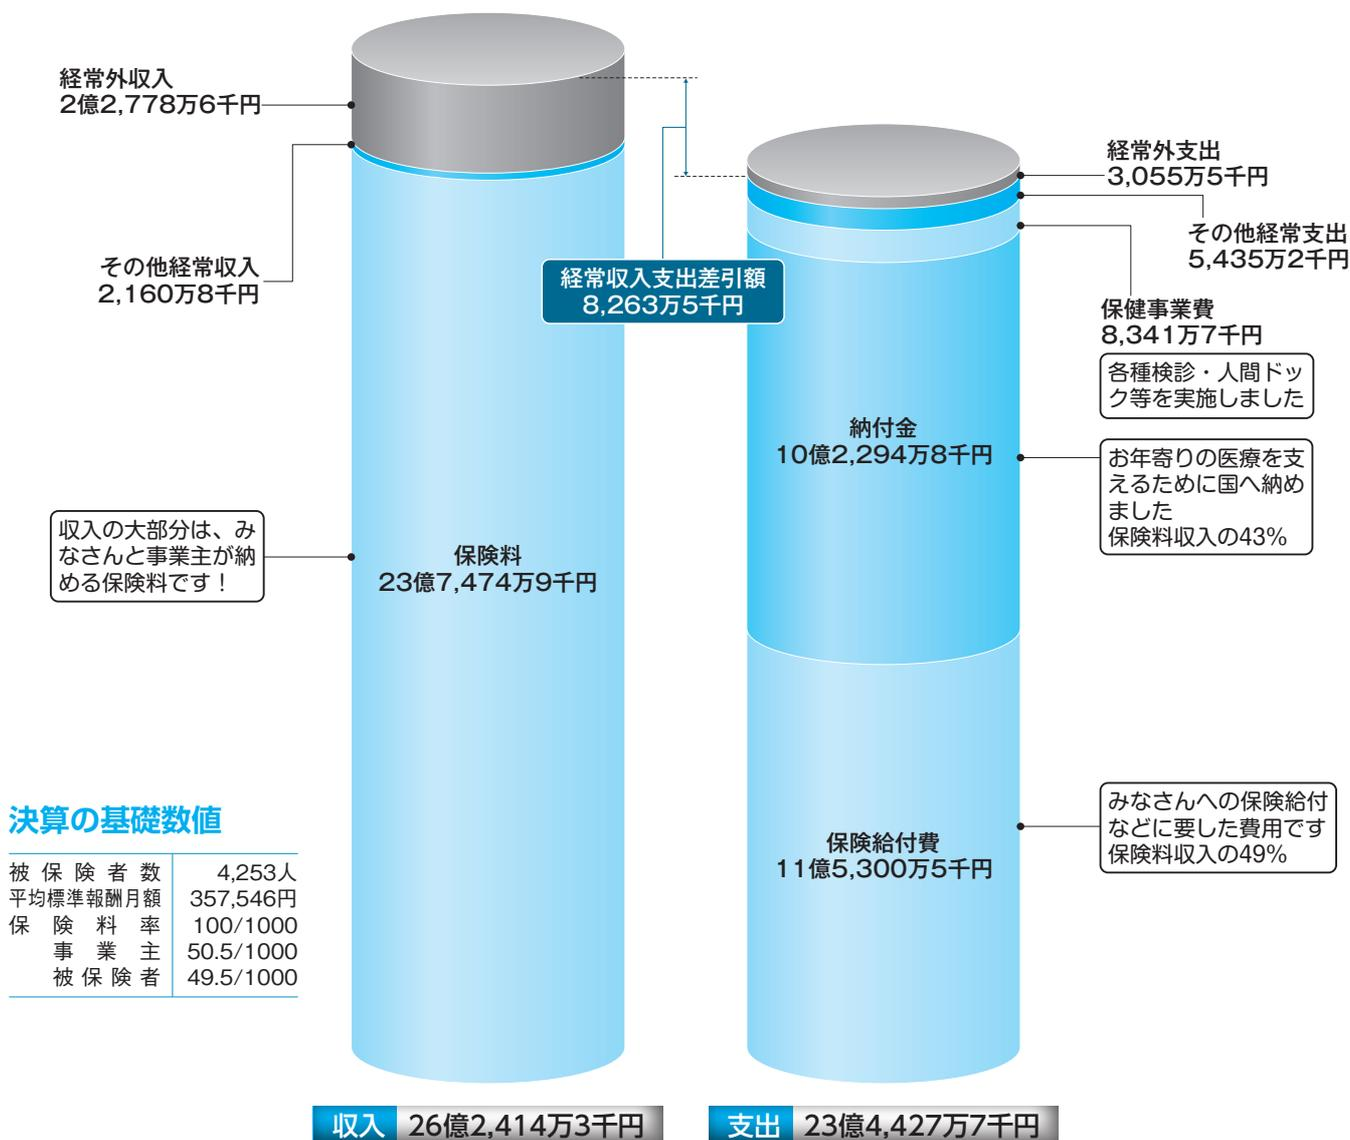 経常外収入
2億2,778万6千円
その他経常収入
2,160万8千円
収入の大部分は、み
なさんと事業主が納
める保険料です！
保険料
23億7,474万9千円
経常収入支出差引額
8,263万5千円
経常外支出
3,055万5千円
その他経常支出
5,435万2千円
保健事業費
8,341万7千円
各種検診・人間ドッ
ク等を実施しました
納付金
10億2,294万8千円
お年寄りの医療を支
えるために国へ納め
ました
保険料収入の43%
保険給付費
11億5,300万5千円
みなさんへの保険給付
などに要した費用です
保険料収入の49%
決算の基礎数値
被保険者数 4,253人
平均標準報酬月額 357,546円
保険料率 100/1000
事業主 50.5/1000
被保険者 49.5/1000
収入 26億2,414万3千円
支出 23億4,427万7千円